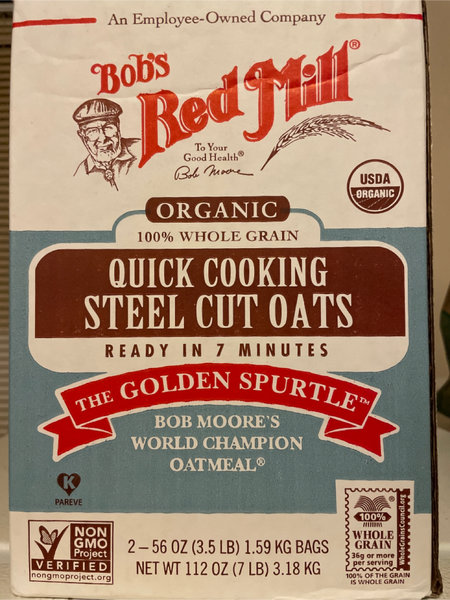 An Employee-Owned Company
Bob's
Red Mill®
To Your
Good Health®
Bob Moore
USDA
ORGANIC
ORGANIC
100% WHOLE GRAIN
QUICK COOKING
STEEL CUT OATS
READY IN 7 MINUTES
THE GOLDEN SPURTLE™
BOB MOORE'S
WORLD CHAMPION
OATMEAL®
K
PAREVE
NON
GMO
Project
VERIFIED
nongmoproject.org
2 – 56 OZ (3.5 LB) 1.59 KG BAGS
NET WT 112 OZ (7 LB) 3.18 KG
100%
WHOLE
GRAIN
36g or more
per serving
WholeGrainsCouncil.org
100% OF THE GRAIN
IS WHOLE GRAIN